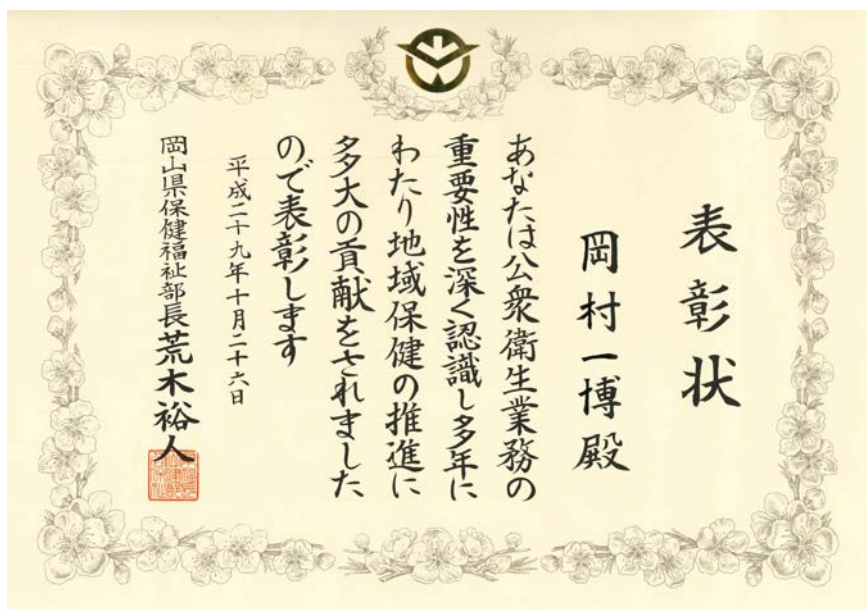 表彰状
岡村一博殿
あなたは公衆衛生業務の
重要性を深く認識し多年に
わたり地域保健の推進に
多大の貢献をされました
ので表彰します
平成二十九年十月二十六日
岡山県保健福祉部長荒木裕人